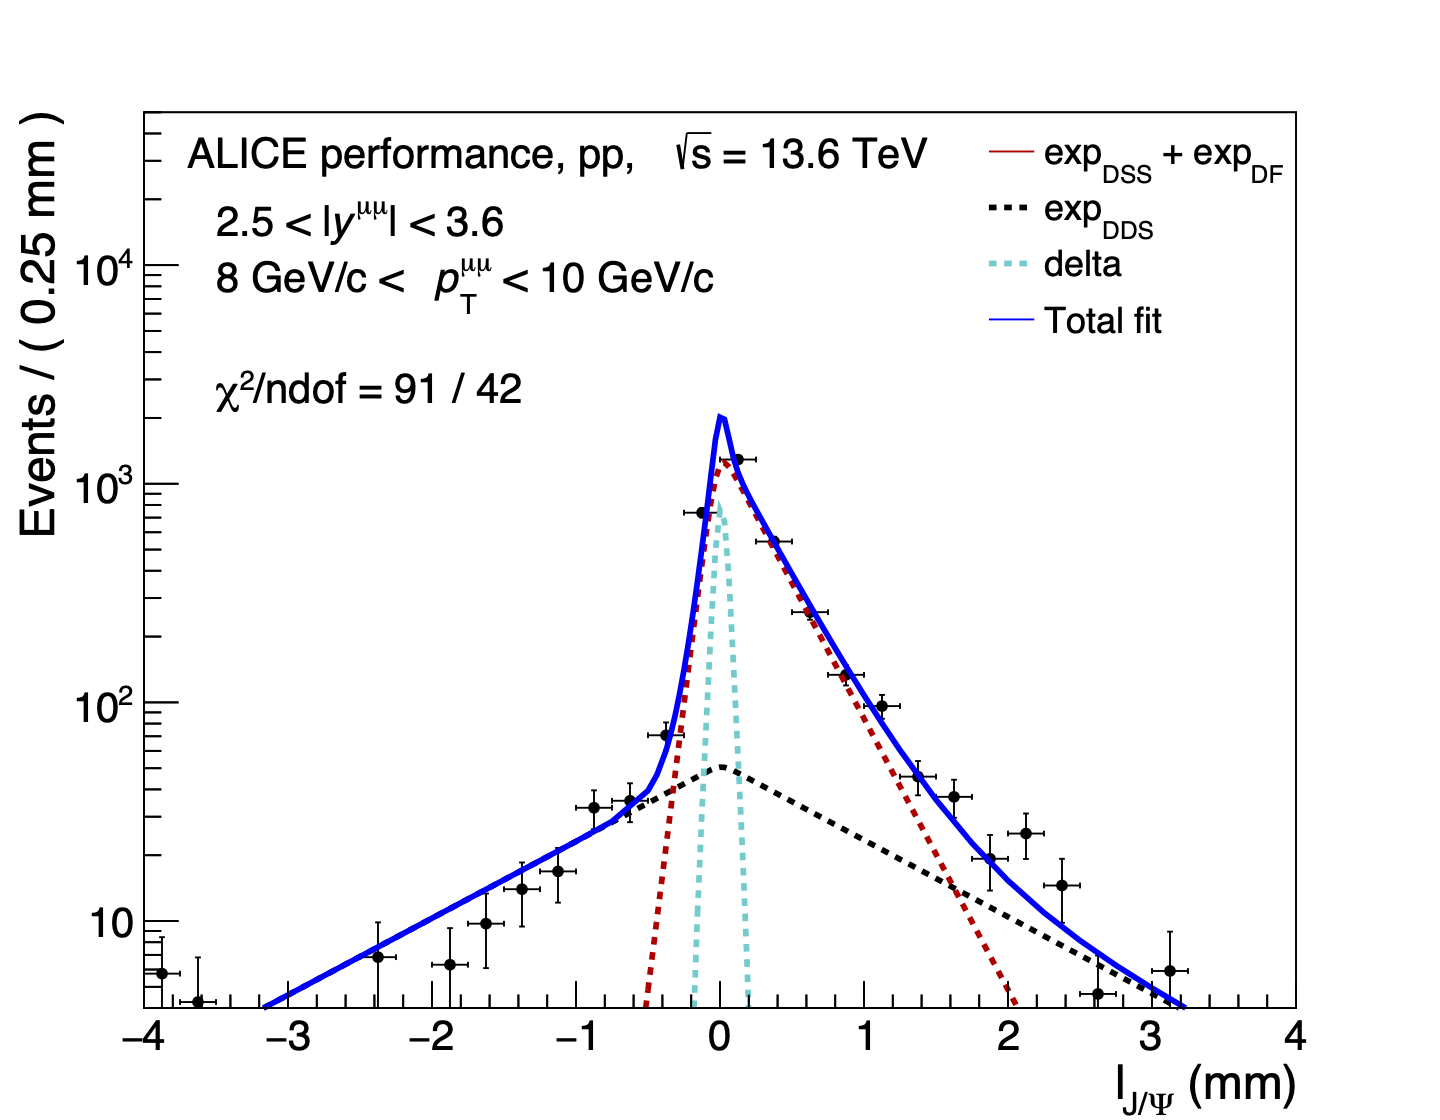 ALICE performance, pp, √s = 13.6 TeV
2.5 < |y^μμ| < 3.6
8 GeV/c < p_T^μμ < 10 GeV/c
χ²/ndof = 91 / 42
exp_DSS + exp_DF
exp_DDS
delta
Total fit
Events / ( 0.25 mm )
10⁴
10³
10²
10
−4 −3 −2 −1 0 1 2 3 4
l_J/Ψ (mm)